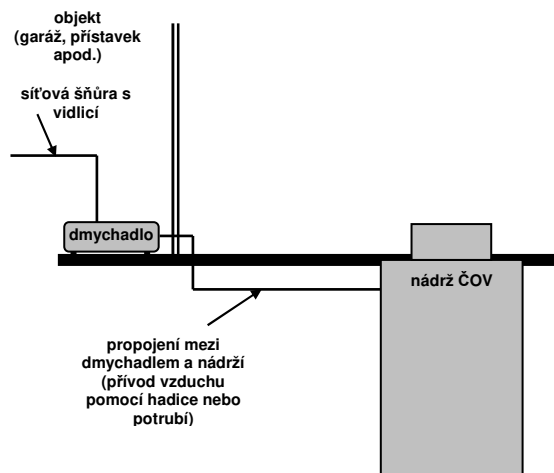 objekt
(garáž, přístavek
apod.)
síťová šňůra s
vidlicí
dmychadlo
nádrž ČOV
propojení mezi
dmychadlem a nádrží
(přívod vzduchu
pomocí hadice nebo
potrubí)